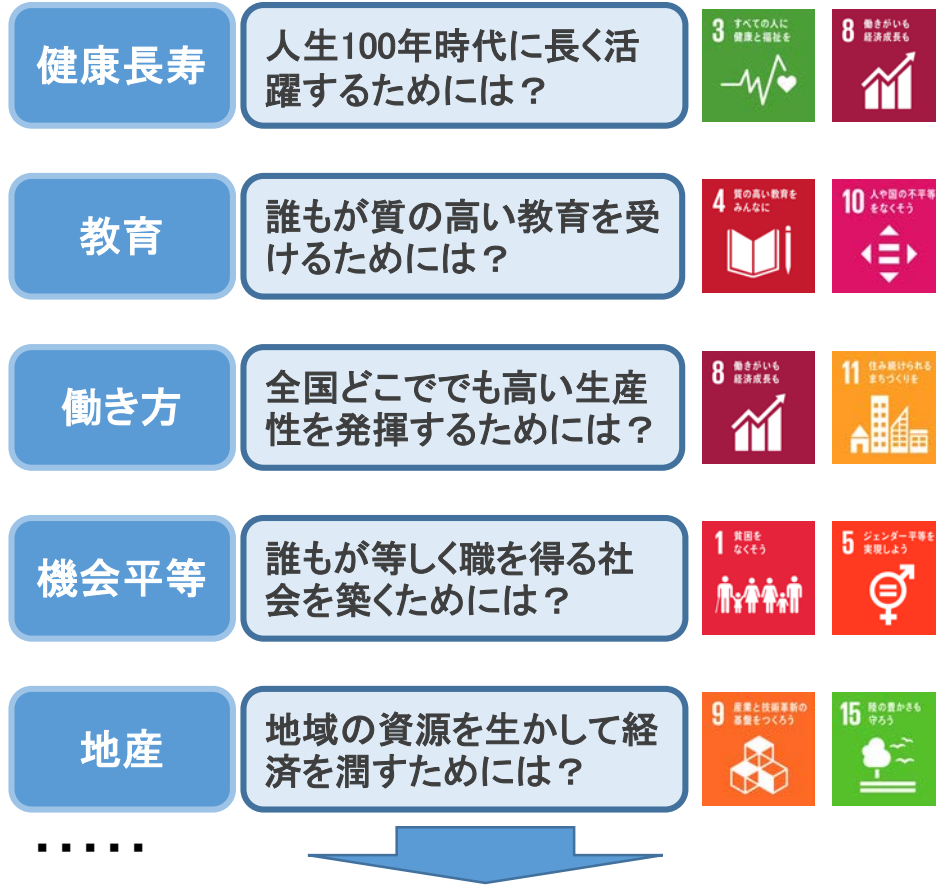 健康長寿
人生100年時代に長く活
躍するためには？
3 すべての人に
健康と福祉を
8 働きがいも
経済成長も
教育
誰もが質の高い教育を受
けるためには？
4 質の高い教育を
みんなに
10 人や国の不平等
をなくそう
働き方
全国どこででも高い生産
性を発揮するためには？
8 働きがいも
経済成長も
11 住み続けられる
まちづくりを
機会平等
誰もが等しく職を得る社
会を築くためには？
1 貧困を
なくそう
5 ジェンダー平等を
実現しよう
地産
地域の資源を生かして経
済を潤すためには？
9 産業と技術革新の
基盤をつくろう
15 陸の豊かさも
守ろう
・・・・・